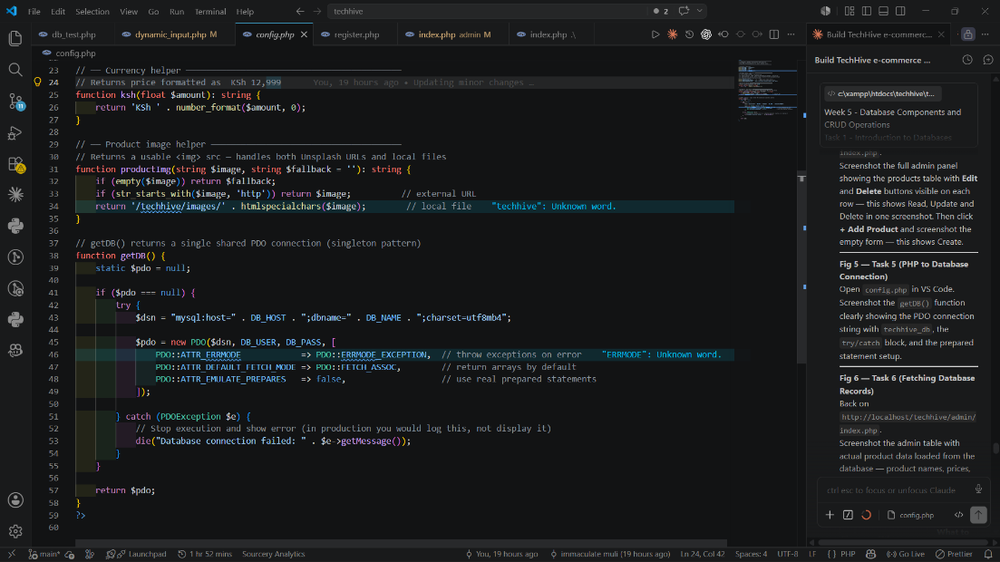 File Edit Selection View Go Run Terminal Help
techhive
2
db_test.php
dynamic_input.php M
config.php
register.php
index.php admin M
index.php .\
Build TechHive e-commerc...
config.php
Build TechHive e-commerce ...
23 // —— Currency helper ——
24 // Returns price formatted as KSh 12,999 You, 19 hours ago • Updating minor changes …
25 function ksh(float $amount): string {
26 return 'KSh ' . number_format($amount, 0);
27 }
28
29 // —— Product image helper ——
30 // Returns a usable <img> src — handles both Unsplash URLs and local files
31 function productImg(string $image, string $fallback = ''): string {
32 if (empty($image)) return $fallback;
33 if (str_starts_with($image, 'http')) return $image; // external URL
34 return '/techhive/images/' . htmlspecialchars($image); // local file "techhive": Unknown word.
35 }
36
37 // getDB() returns a single shared PDO connection (singleton pattern)
38 function getDB() {
39 static $pdo = null;
40
41 if ($pdo === null) {
42 try {
43 $dsn = "mysql:host=" . DB_HOST . ";dbname=" . DB_NAME . ";charset=utf8mb4";
44
45 $pdo = new PDO($dsn, DB_USER, DB_PASS, [
46 PDO::ATTR_ERRMODE => PDO::ERRMODE_EXCEPTION, // throw exceptions on error "ERRMODE": Unknown word.
47 PDO::ATTR_DEFAULT_FETCH_MODE => PDO::FETCH_ASSOC, // return arrays by default
48 PDO::ATTR_EMULATE_PREPARES => false, // use real prepared statements
49 ]);
50
51 } catch (PDOException $e) {
52 // Stop execution and show error (in production you would log this, not display it)
53 die("Database connection failed: " . $e->getMessage());
54 }
55 }
56
57 return $pdo;
58 }
59 ?>
60
c:\xampp\htdocs\techhive\t...
Week 5 - Database Components and
CRUD Operations
Task 1 - Introduction to Databases
index.php.
Screenshot the full admin panel
showing the products table with Edit
and Delete buttons visible on each
row — this shows Read, Update and
Delete in one screenshot. Then click
+ Add Product and screenshot the
empty form — this shows Create.
Fig 5 — Task 5 (PHP to Database
Connection)
Open config.php in VS Code.
Screenshot the getDB() function
clearly showing the PDO connection
string with techhive_db, the
try/catch block, and the prepared
statement setup.
Fig 6 — Task 6 (Fetching Database
Records)
Back on
http://localhost/techhive/admin/
index.php.
Screenshot the admin table with
actual product data loaded from the
database — product names, prices,
ctrl esc to focus or unfocus Claude
config.php
11
main* Launchpad 1 hr 52 mins Sourcery Analytics You, 19 hours ago immaculate muli (19 hours ago) Ln 24, Col 42 Spaces: 4 UTF-8 LF { } PHP Go Live Prettier